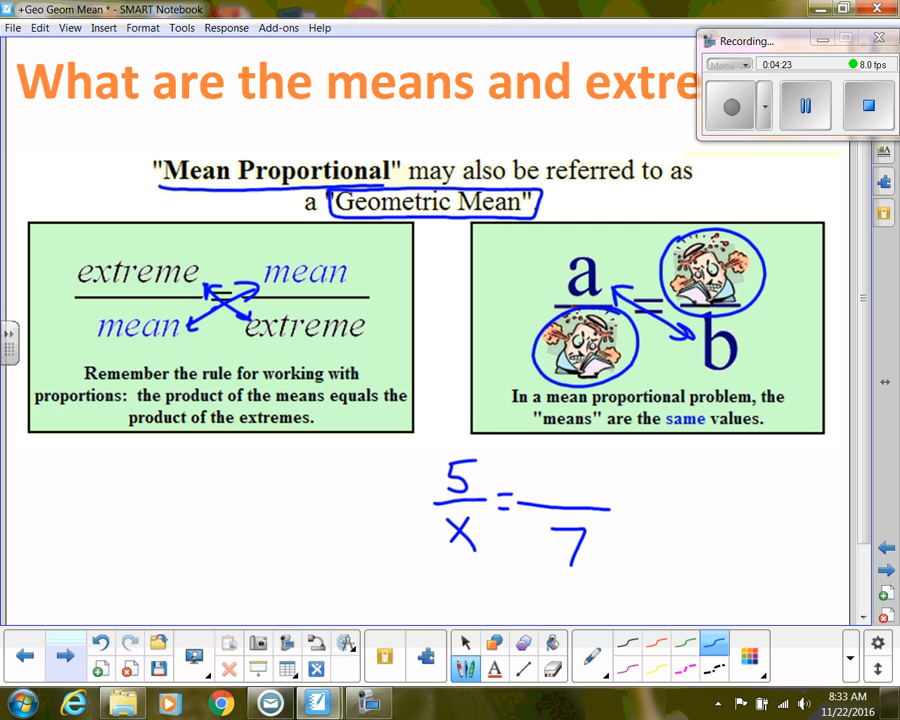 +Geo Geom Mean * - SMART Notebook
File Edit View Insert Format Tools Response Add-ons Help
Recording...
Menu 0:04:23 8.0 fps
What are the means and extre
"Mean Proportional" may also be referred to as
a "Geometric Mean".
extreme = mean
mean extreme
Remember the rule for working with
proportions: the product of the means equals the
product of the extremes.
a =
b
In a mean proportional problem, the
"means" are the same values.
5 =
x 7
A
8:33 AM
11/22/2016